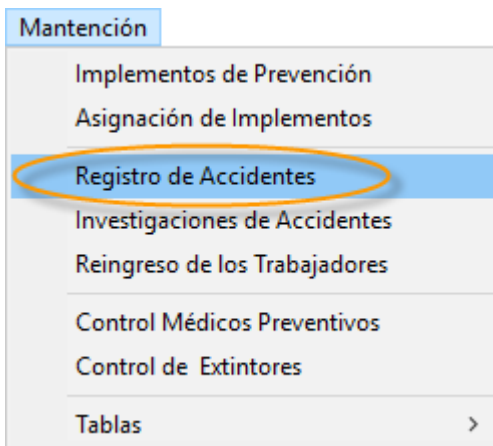 Mantención
Implementos de Prevención
Asignación de Implementos
Registro de Accidentes
Investigaciones de Accidentes
Reingreso de los Trabajadores
Control Médicos Preventivos
Control de  Extintores
Tablas